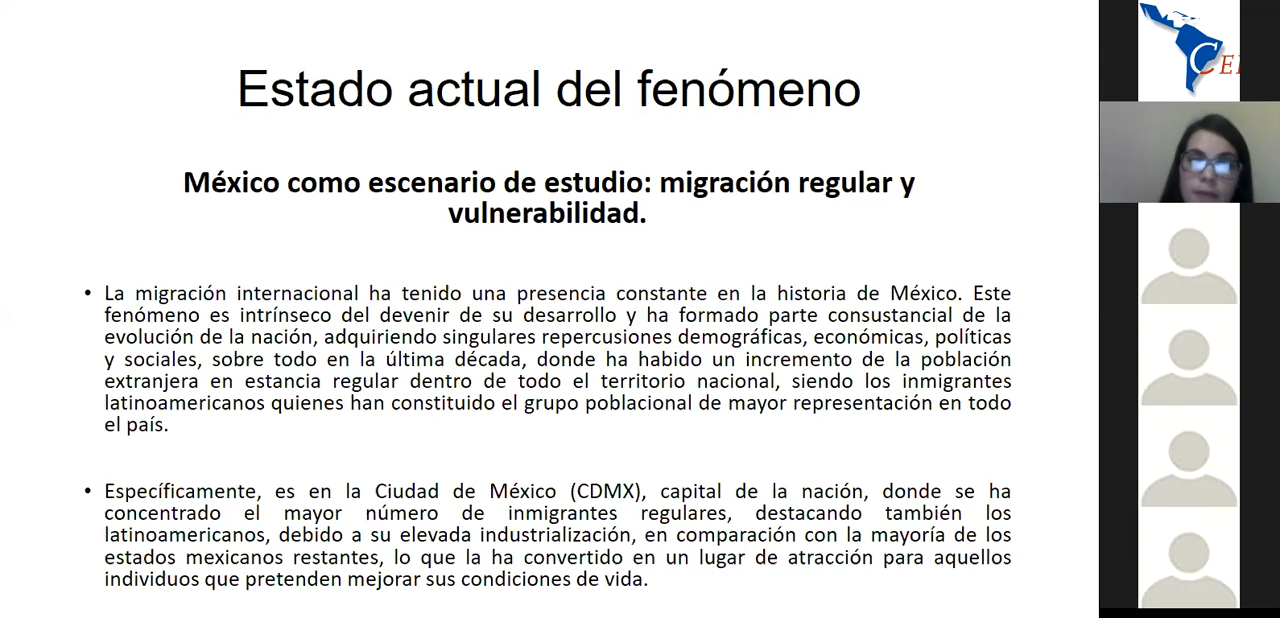 Estado actual del fenómeno
México como escenario de estudio: migración regular y
vulnerabilidad.
• La migración internacional ha tenido una presencia constante en la historia de México. Este
fenómeno es intrínseco del devenir de su desarrollo y ha formado parte consustancial de la
evolución de la nación, adquiriendo singulares repercusiones demográficas, económicas, políticas
y sociales, sobre todo en la última década, donde ha habido un incremento de la población
extranjera en estancia regular dentro de todo el territorio nacional, siendo los inmigrantes
latinoamericanos quienes han constituido el grupo poblacional de mayor representación en todo
el país.
• Específicamente, es en la Ciudad de México (CDMX), capital de la nación, donde se ha
concentrado el mayor número de inmigrantes regulares, destacando también los
latinoamericanos, debido a su elevada industrialización, en comparación con la mayoría de los
estados mexicanos restantes, lo que la ha convertido en un lugar de atracción para aquellos
individuos que pretenden mejorar sus condiciones de vida.